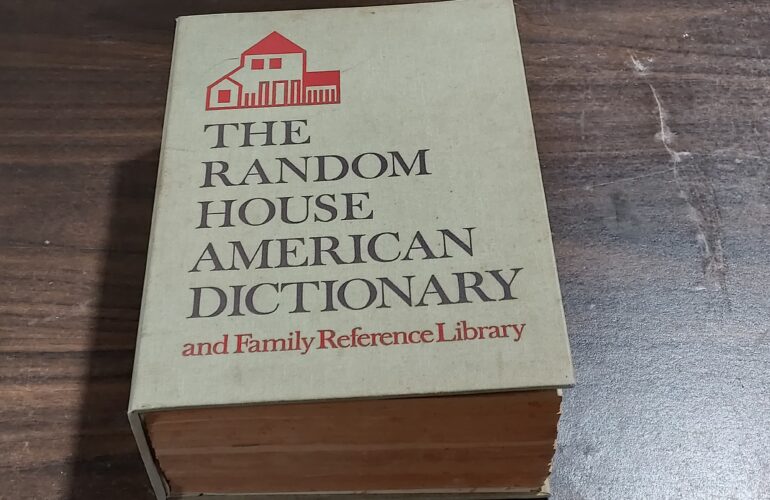 THE
RANDOM
HOUSE
AMERICAN
DICTIONARY
and Family Reference Library